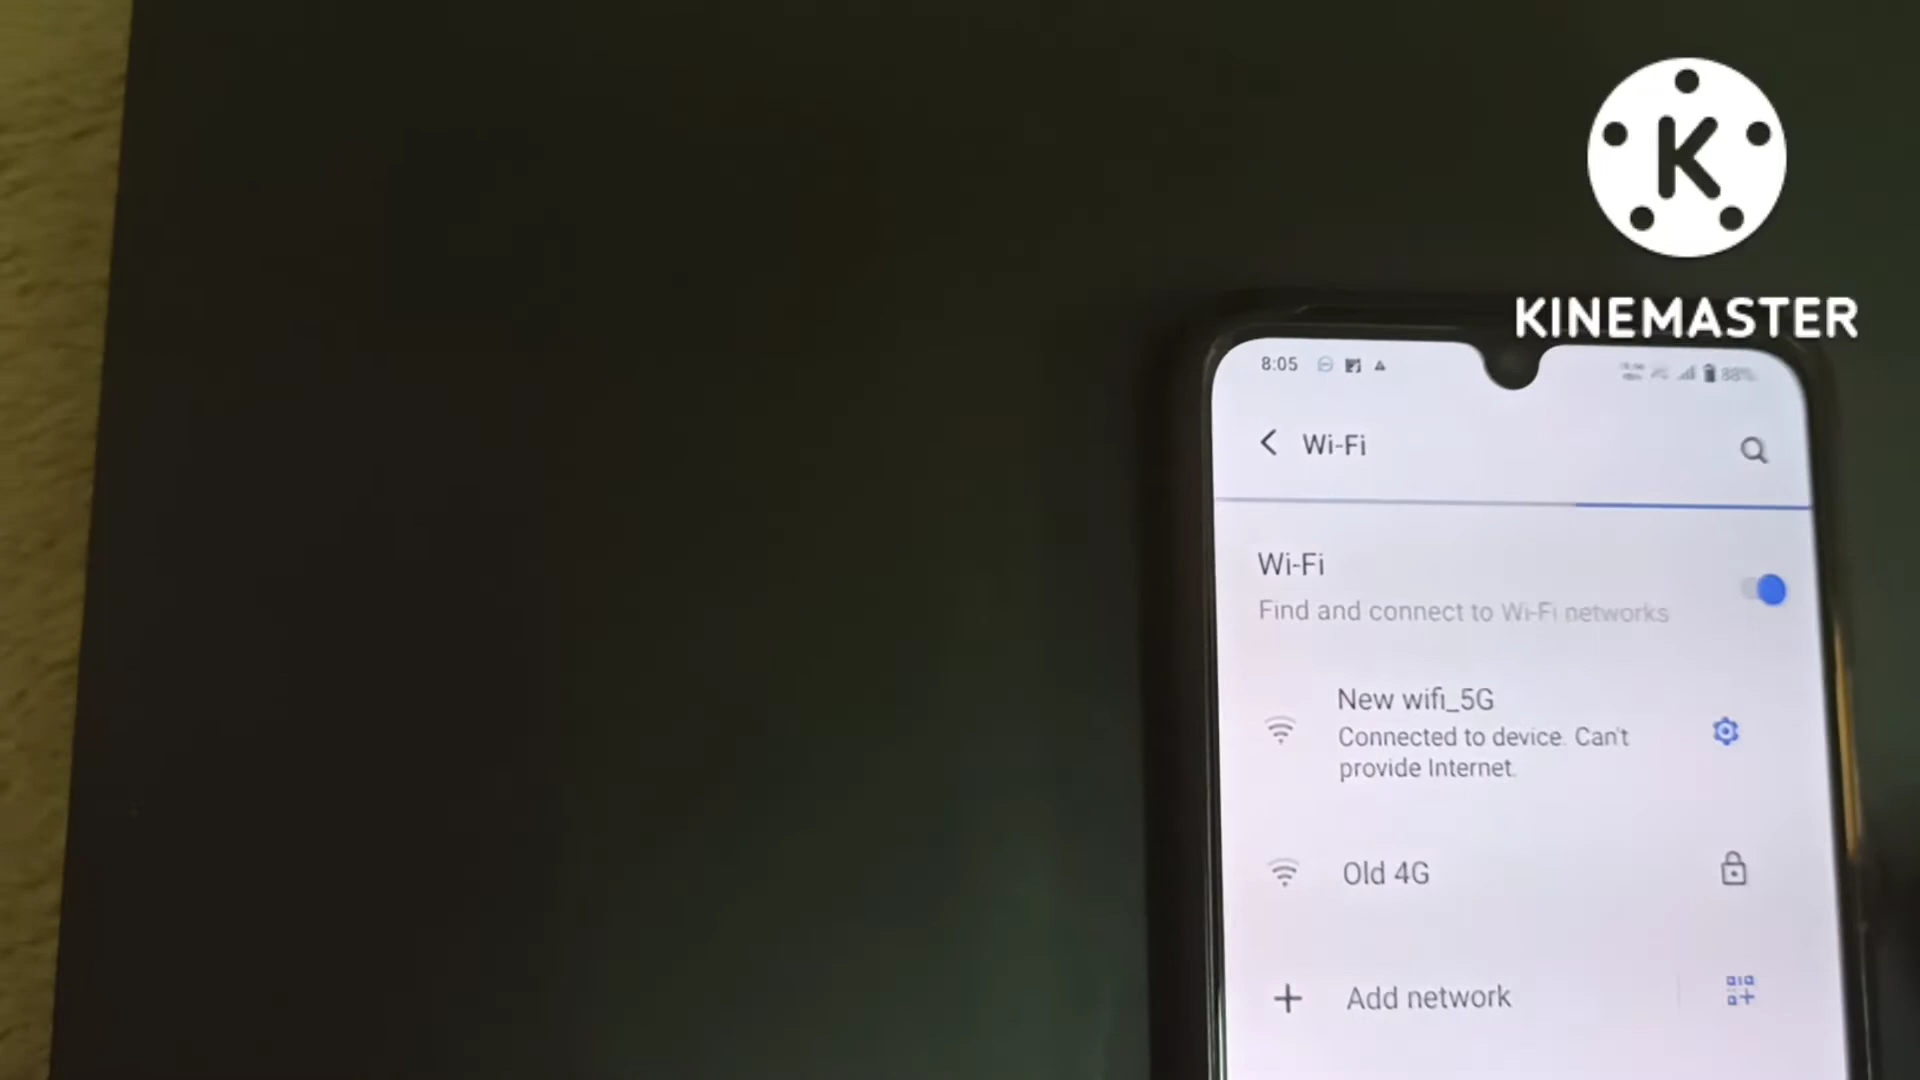 K
KINEMASTER
8:05
88%
Wi-Fi
Wi-Fi
Find and connect to Wi-Fi networks
New wifi_5G
Connected to device. Can't
provide Internet.
Old 4G
Add network